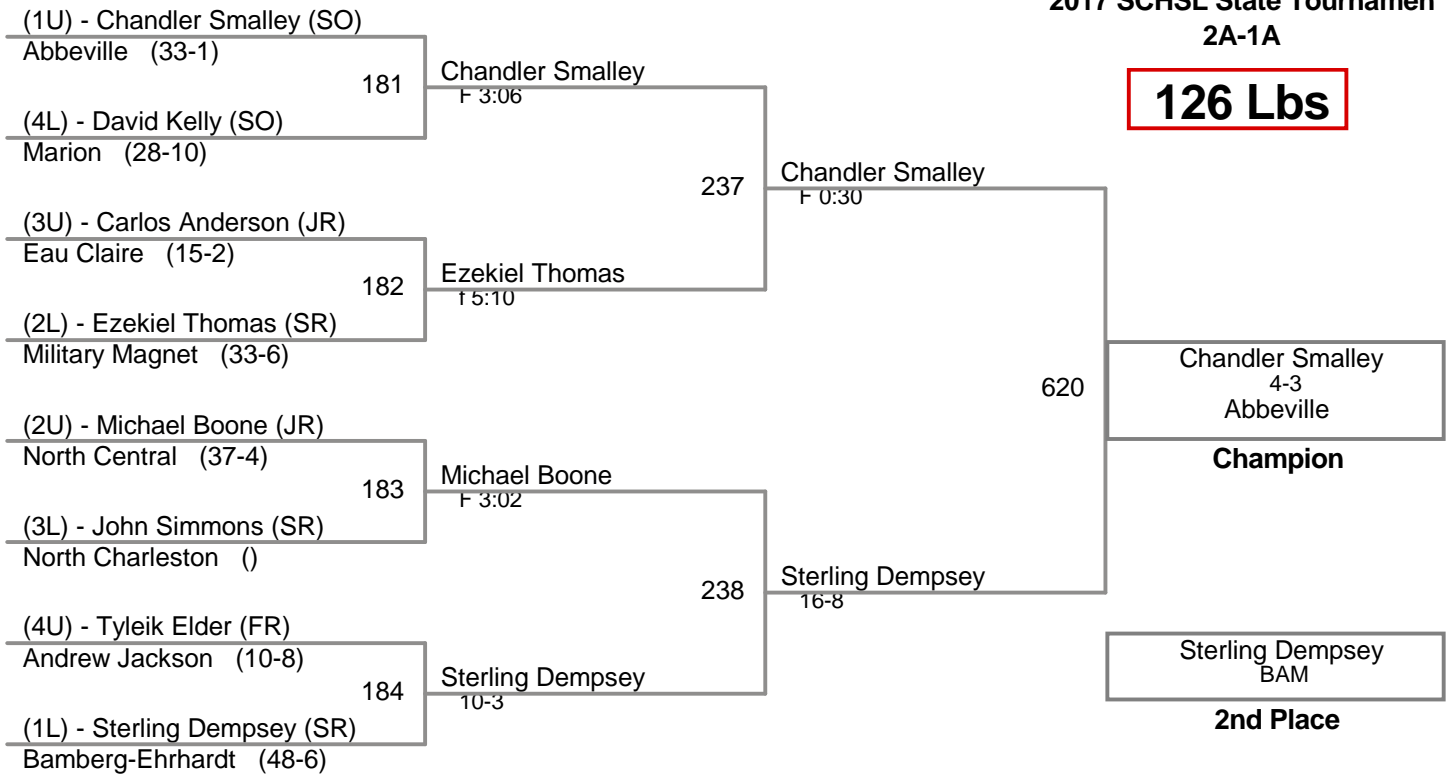 2017 SCHSL State Tournamen
2A-1A
126 Lbs
(1U) - Chandler Smalley (SO)
Abbeville (33-1)
181
Chandler Smalley
F 3:06
(4L) - David Kelly (SO)
Marion (28-10)
237
Chandler Smalley
F 0:30
(3U) - Carlos Anderson (JR)
Eau Claire (15-2)
182
Ezekiel Thomas
f 5:10
(2L) - Ezekiel Thomas (SR)
Military Magnet (33-6)
620
Chandler Smalley
4-3
Abbeville
Champion
(2U) - Michael Boone (JR)
North Central (37-4)
183
Michael Boone
F 3:02
(3L) - John Simmons (SR)
North Charleston ()
238
Sterling Dempsey
16-8
(4U) - Tyleik Elder (FR)
Andrew Jackson (10-8)
184
Sterling Dempsey
10-3
(1L) - Sterling Dempsey (SR)
Bamberg-Ehrhardt (48-6)
Sterling Dempsey
BAM
2nd Place